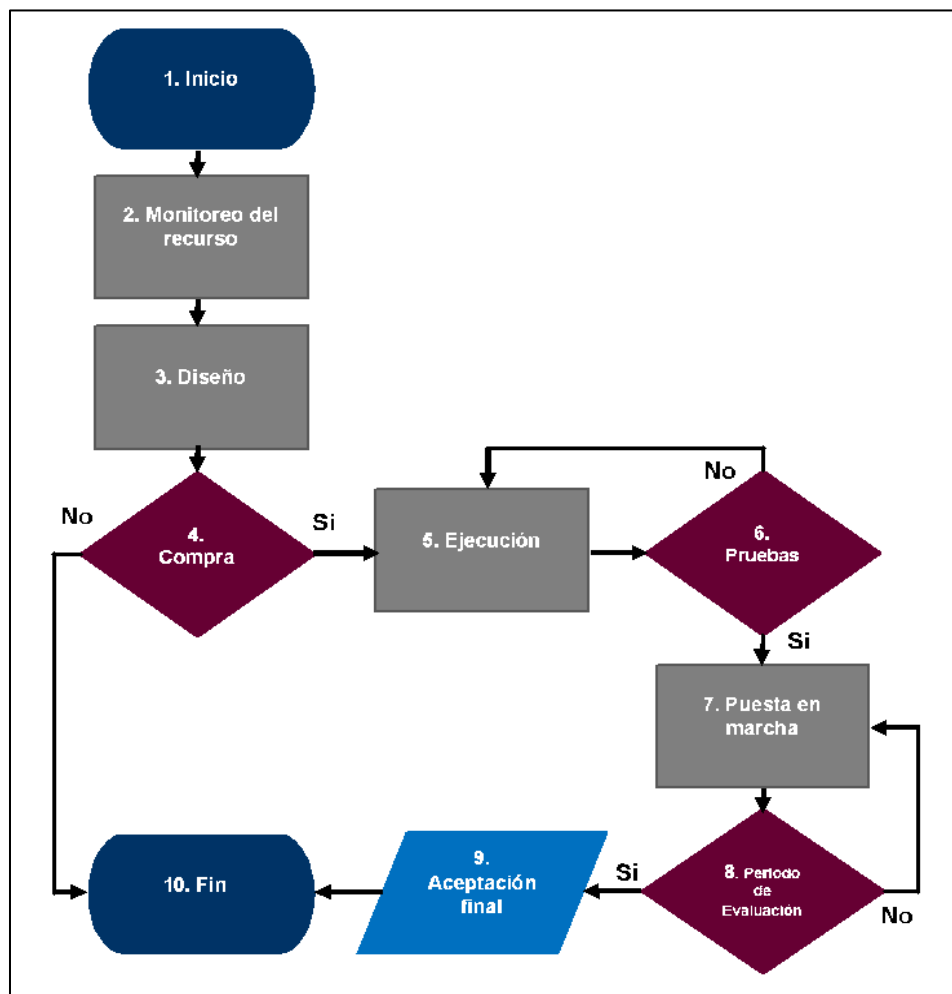 1. Inicio
2. Monitoreo del
recurso
3. Diseño
No
4.
Compra
Si
5. Ejecución
No
6.
Pruebas
Si
7. Puesta en
marcha
8. Periodo
de
Evaluación
No
Si
9.
Aceptación
final
10. Fin